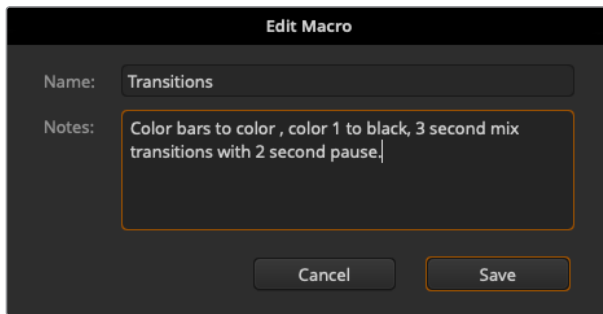 Edit Macro
Name: Transitions
Notes: Color bars to color , color 1 to black, 3 second mix
transitions with 2 second pause.
Cancel Save